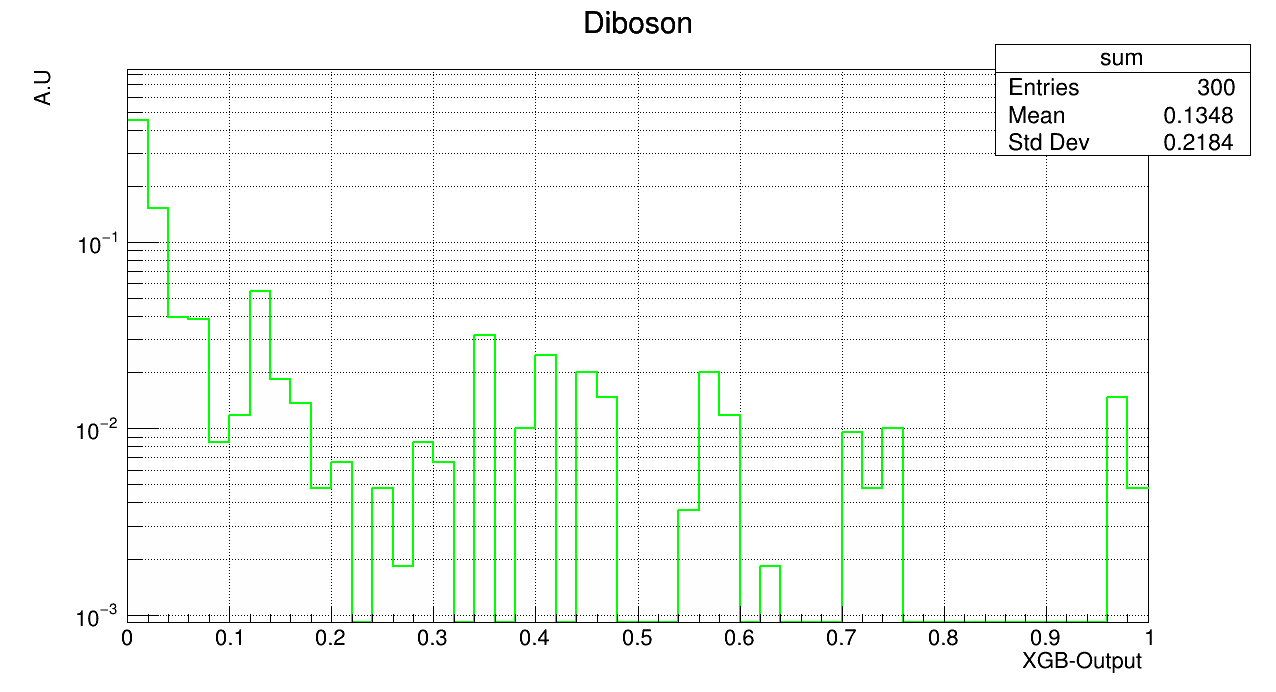 Diboson
A.U
sum
Entries 300
Mean 0.1348
Std Dev 0.2184
10⁻¹
10⁻²
10⁻³
0 0.1 0.2 0.3 0.4 0.5 0.6 0.7 0.8 0.9 1
XGB-Output